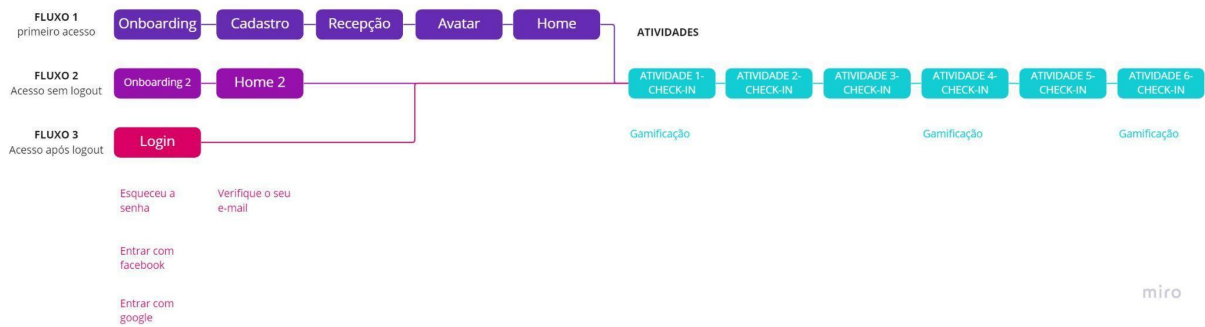 FLUXO 1
primeiro acesso
Onboarding
Cadastro
Recepção
Avatar
Home
ATIVIDADES
FLUXO 2
Acesso sem logout
Onboarding 2
Home 2
ATIVIDADE 1-
CHECK-IN
ATIVIDADE 2-
CHECK-IN
ATIVIDADE 3-
CHECK-IN
ATIVIDADE 4-
CHECK-IN
ATIVIDADE 5-
CHECK-IN
ATIVIDADE 6-
CHECK-IN
FLUXO 3
Acesso após logout
Login
Gamificação
Gamificação
Gamificação
Esqueceu a
senha
Verifique o seu
e-mail
Entrar com
facebook
Entrar com
google
miro